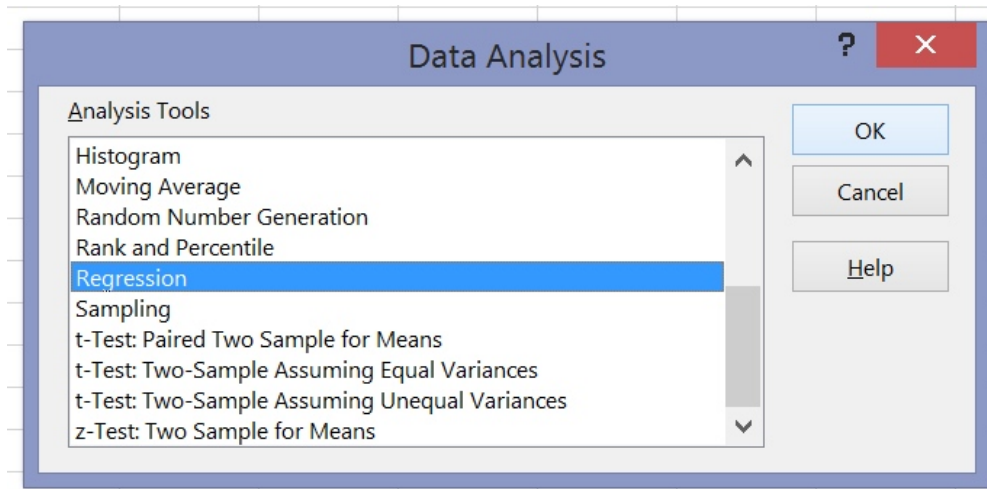 Data Analysis
?
Analysis Tools
Histogram
Moving Average
Random Number Generation
Rank and Percentile
Regression
Sampling
t-Test: Paired Two Sample for Means
t-Test: Two-Sample Assuming Equal Variances
t-Test: Two-Sample Assuming Unequal Variances
z-Test: Two Sample for Means
OK
Cancel
Help